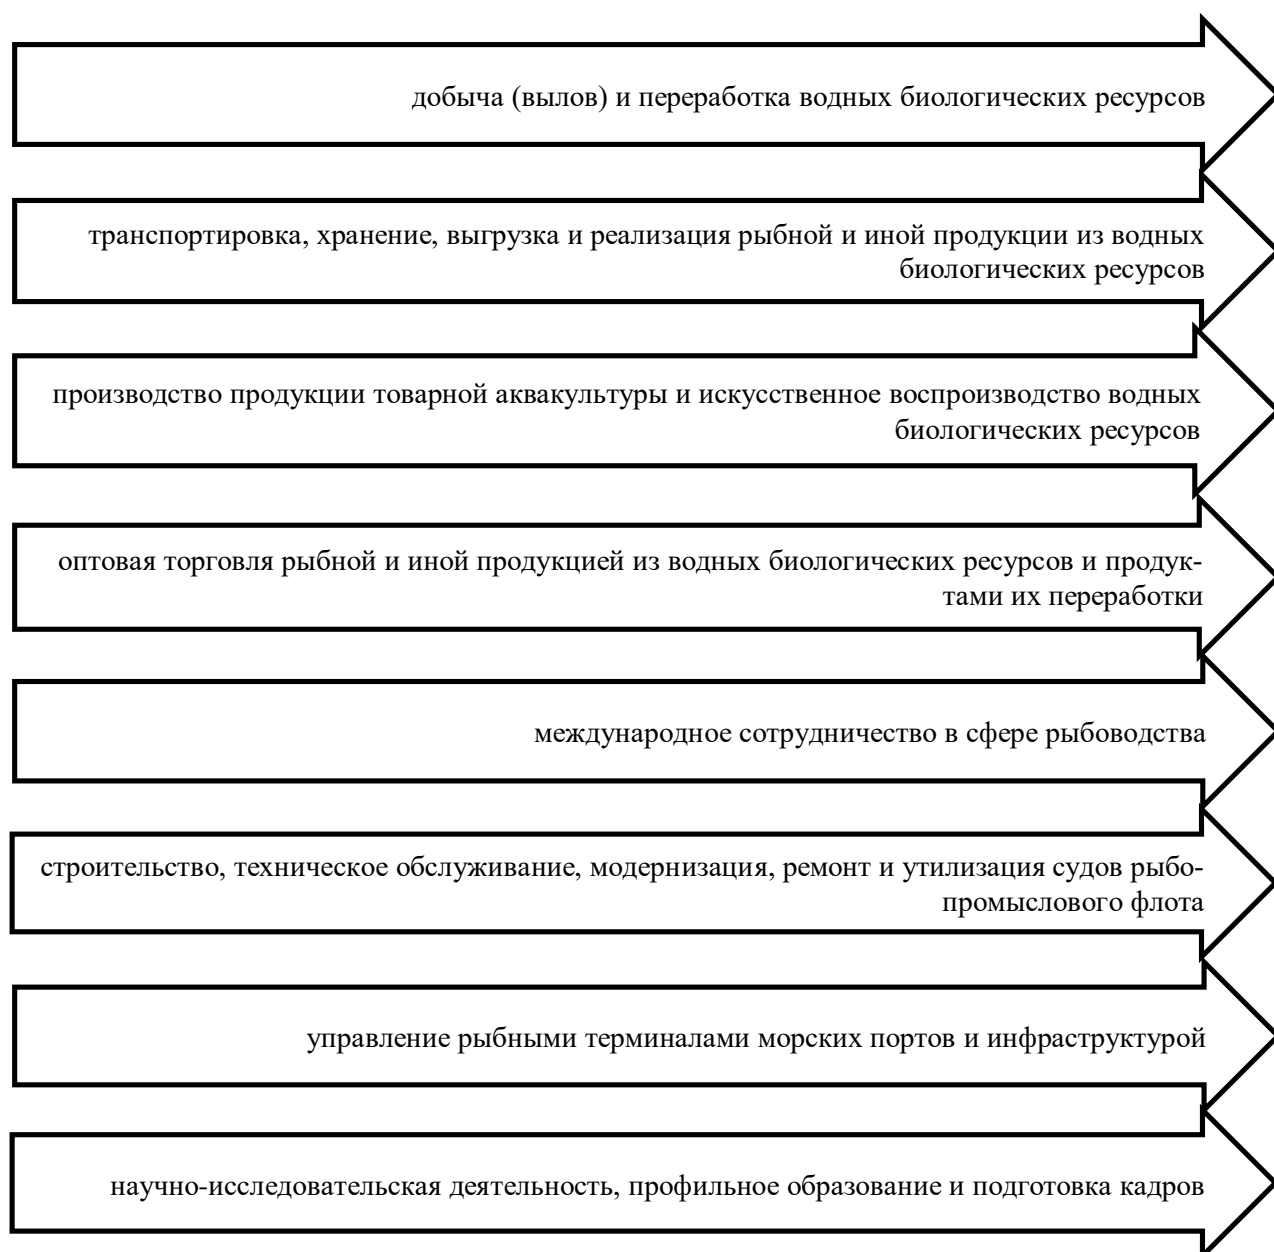 добыча (вылов) и переработка водных биологических ресурсов
транспортировка, хранение, выгрузка и реализация рыбной и иной продукции из водных
биологических ресурсов
производство продукции товарной аквакультуры и искусственное воспроизводство водных
биологических ресурсов
оптовая торговля рыбной и иной продукцией из водных биологических ресурсов и продук-
тами их переработки
международное сотрудничество в сфере рыбоводства
строительство, техническое обслуживание, модернизация, ремонт и утилизация судов рыбо-
промыслового флота
управление рыбными терминалами морских портов и инфраструктурой
научно-исследовательская деятельность, профильное образование и подготовка кадров